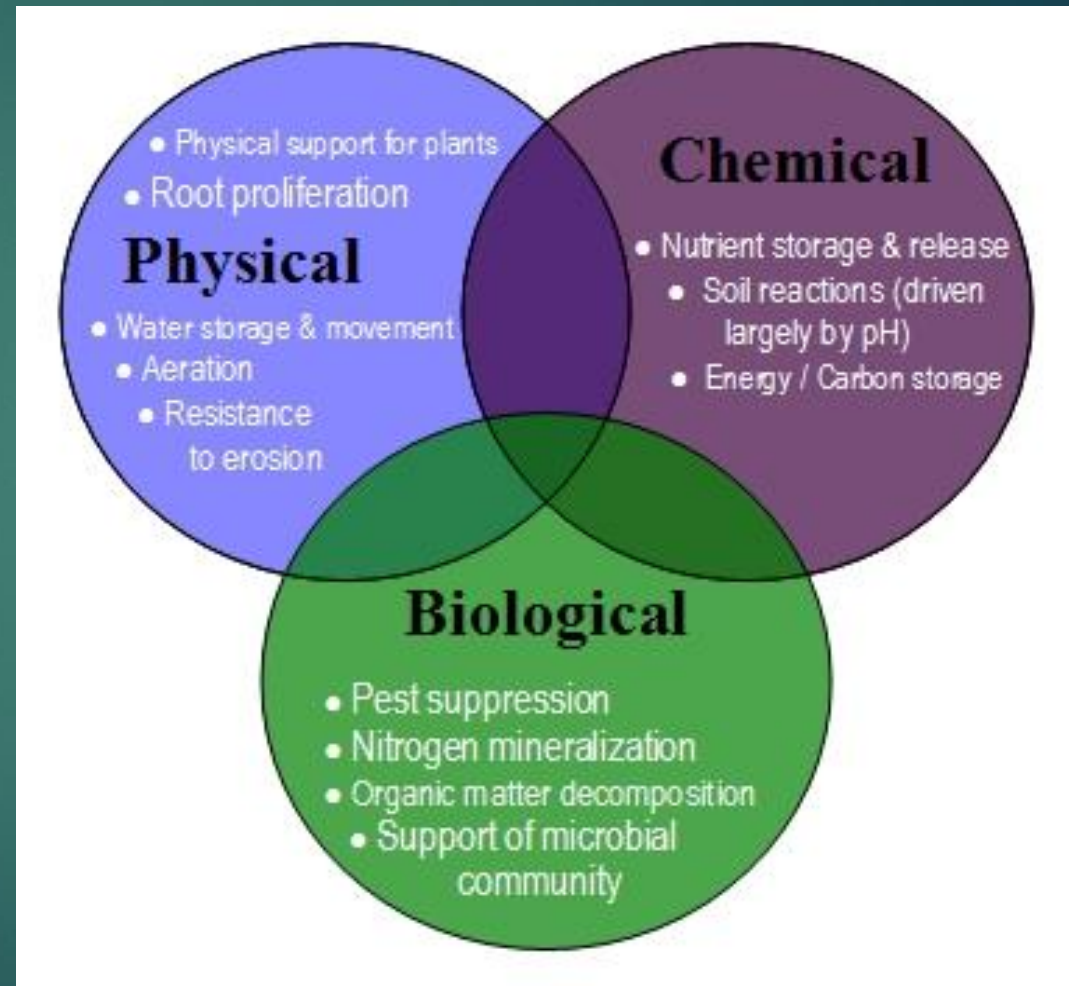 ● Physical support for plants
● Root proliferation
Physical
● Water storage & movement
● Aeration
● Resistance
to erosion
Chemical
● Nutrient storage & release
● Soil reactions (driven
largely by pH)
● Energy / Carbon storage
Biological
● Pest suppression
● Nitrogen mineralization
● Organic matter decomposition
● Support of microbial
community